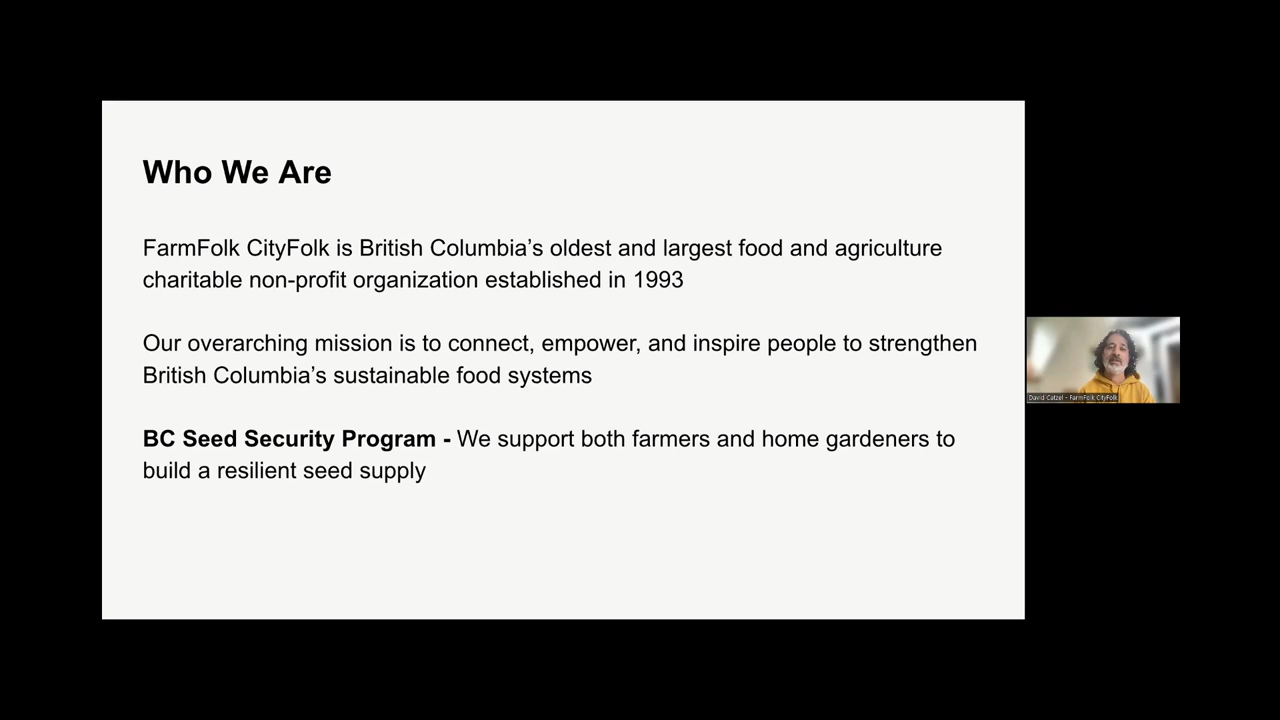 Who We Are
FarmFolk CityFolk is British Columbia’s oldest and largest food and agriculture
charitable non-profit organization established in 1993
Our overarching mission is to connect, empower, and inspire people to strengthen
British Columbia’s sustainable food systems
BC Seed Security Program - We support both farmers and home gardeners to
build a resilient seed supply
David Catzel - FarmFolk CityFolk